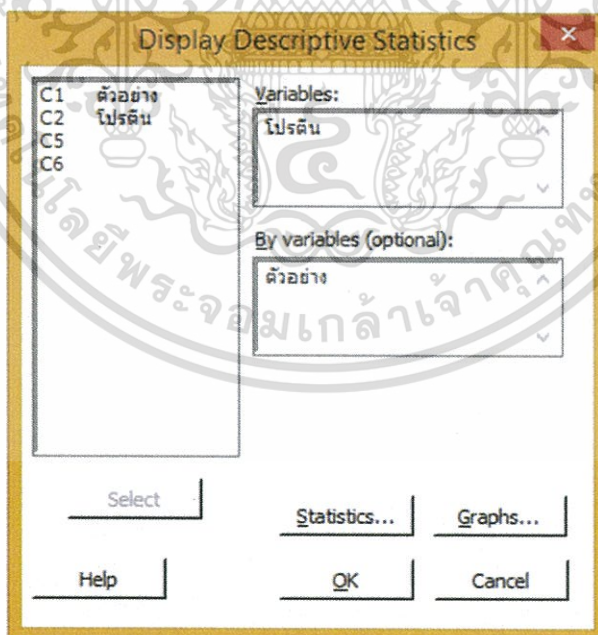 Display Descriptive Statistics
C1 ตัวอย่าง
C2 โปรตีน
C5
C6
Variables:
โปรตีน
By variables (optional):
ตัวอย่าง
Select
Statistics...
Graphs...
Help
OK
Cancel